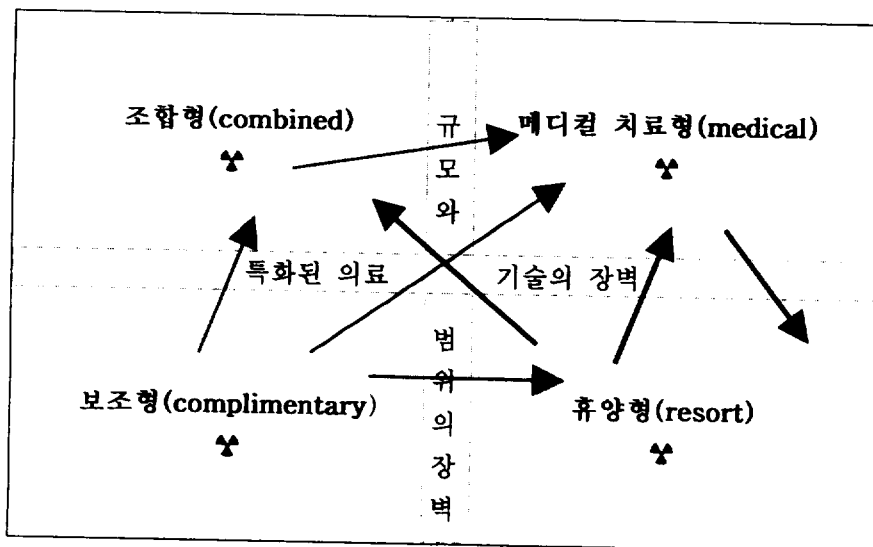 조합형(combined)
메디컬 치료형(medical)
규
모
와
특화된 의료
기술의 장벽
범
위
의
장
벽
보조형(complimentary)
휴양형(resort)